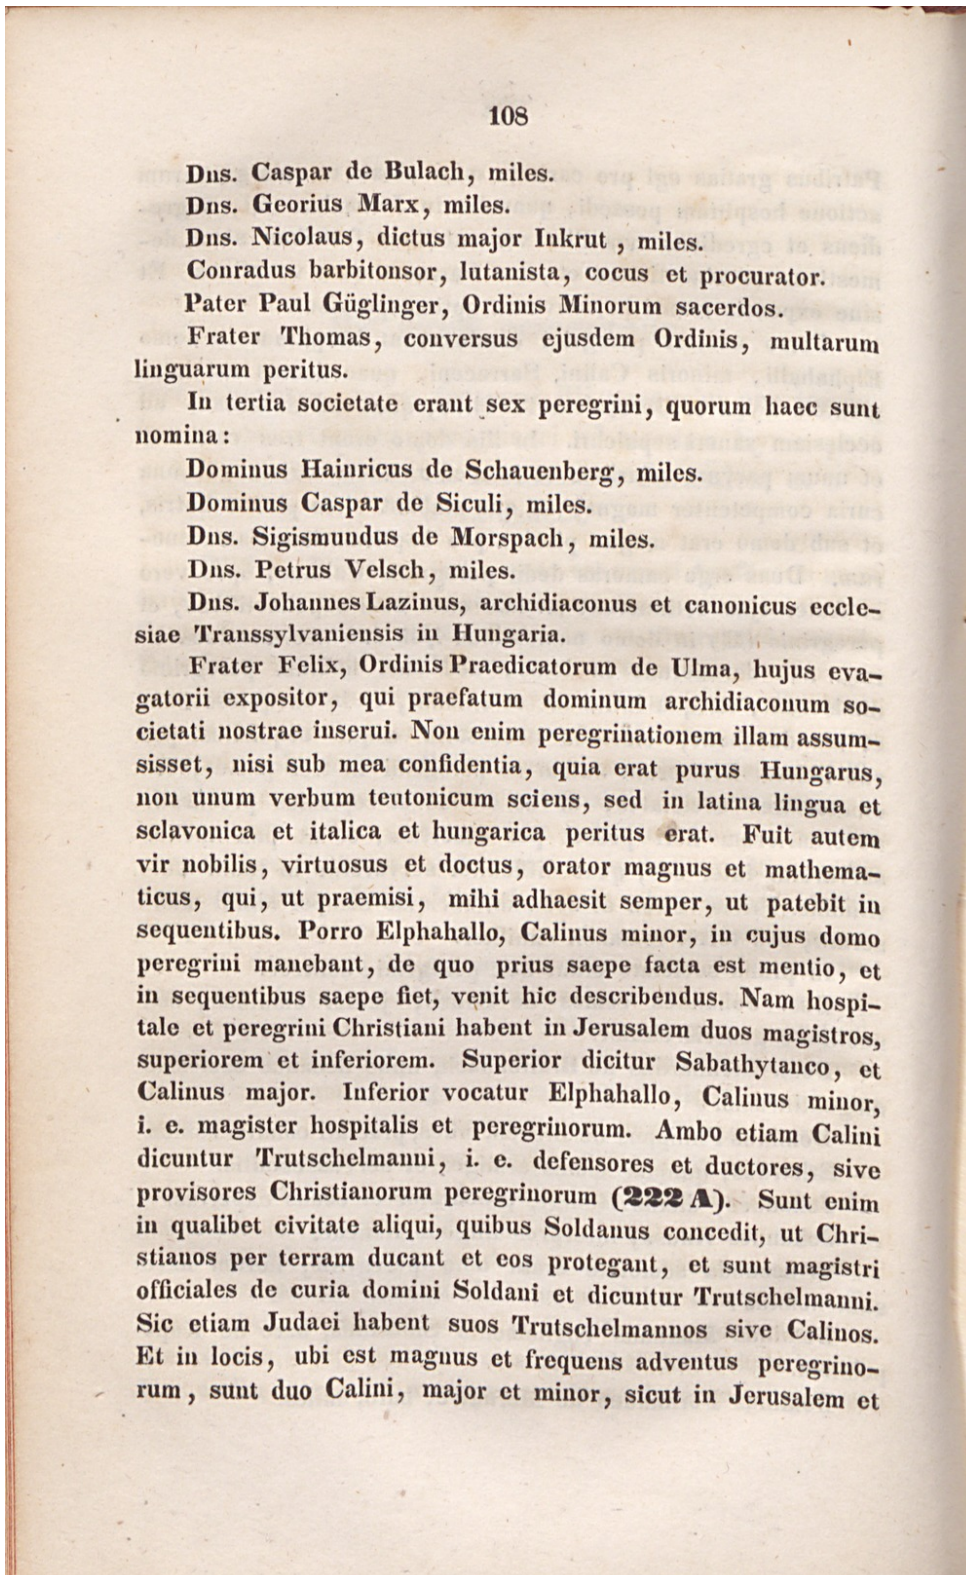 108
Dns. Caspar de Bulach, miles.
Dns. Georius Marx, miles.
Dns. Nicolaus, dictus major Inkrut, miles.
Conradus barbitonsor, lutanista, cocus et procurator.
Pater Paul Güglinger, Ordinis Minorum sacerdos.
Frater Thomas, conversus ejusdem Ordinis, multarum
linguarum peritus.
In tertia societate erant sex peregrini, quorum haec sunt
nomina:
Dominus Hainricus de Schauenberg, miles.
Dominus Caspar de Siculi, miles.
Dns. Sigismundus de Morspach, miles.
Dns. Petrus Velsch, miles.
Dns. Johannes Lazinus, archidiaconus et canonicus eccle-
siae Transsylvaniensis in Hungaria.
Frater Felix, Ordinis Praedicatorum de Ulma, hujus eva-
gatorii expositor, qui praefatum dominum archidiaconum so-
cietati nostrae inserui. Non enim peregrinationem illam assum-
sisset, nisi sub mea confidentia, quia erat purus Hungarus,
non unum verbum teutonicum sciens, sed in latina lingua et
sclavonica et italica et hungarica peritus erat. Fuit autem
vir nobilis, virtuosus et doctus, orator magnus et mathema-
ticus, qui, ut praemisi, mihi adhaesit semper, ut patebit in
sequentibus. Porro Elphahallo, Calinus minor, in cujus domo
peregrini manebant, de quo prius saepe facta est mentio, et
in sequentibus saepe fiet, venit hic describendus. Nam hospi-
tale et peregrini Christiani habent in Jerusalem duos magistros,
superiorem et inferiorem. Superior dicitur Sabathytanco, et
Calinus major. Inferior vocatur Elphahallo, Calinus minor,
i. e. magister hospitalis et peregrinorum. Ambo etiam Calini
dicuntur Trutschelmanni, i. e. defensores et ductores, sive
provisores Christianorum peregrinorum (222 A). Sunt enim
in qualibet civitate aliqui, quibus Soldanus concedit, ut Chri-
stianos per terram ducant et eos protegant, et sunt magistri
officiales de curia domini Soldani et dicuntur Trutschelmanni.
Sic etiam Judaei habent suos Trutschelmannos sive Calinos.
Et in locis, ubi est magnus et frequens adventus peregrino-
rum, sunt duo Calini, major et minor, sicut in Jerusalem et